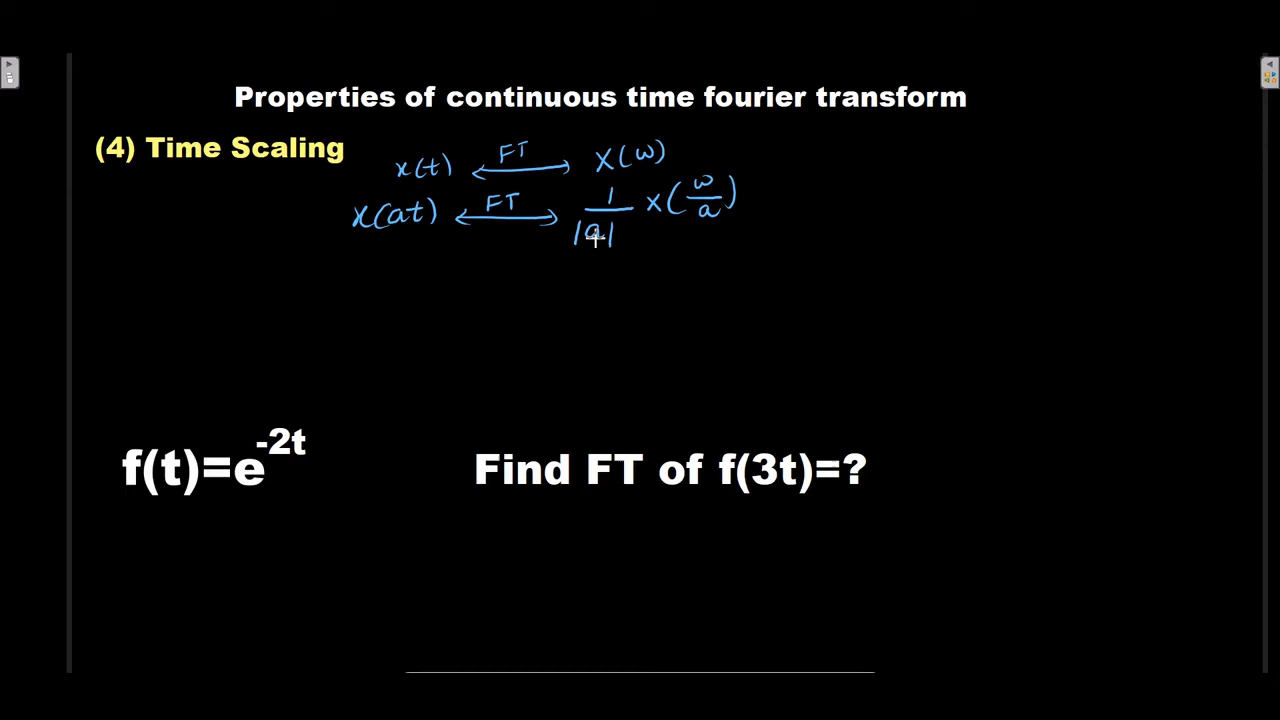 Properties of continuous time fourier transform
(4) Time Scaling
x(t) ←FT→ X(ω)
x(at) ←FT→ 1/|a| X(ω/a)
f(t)=e^-2t
Find FT of f(3t)=?